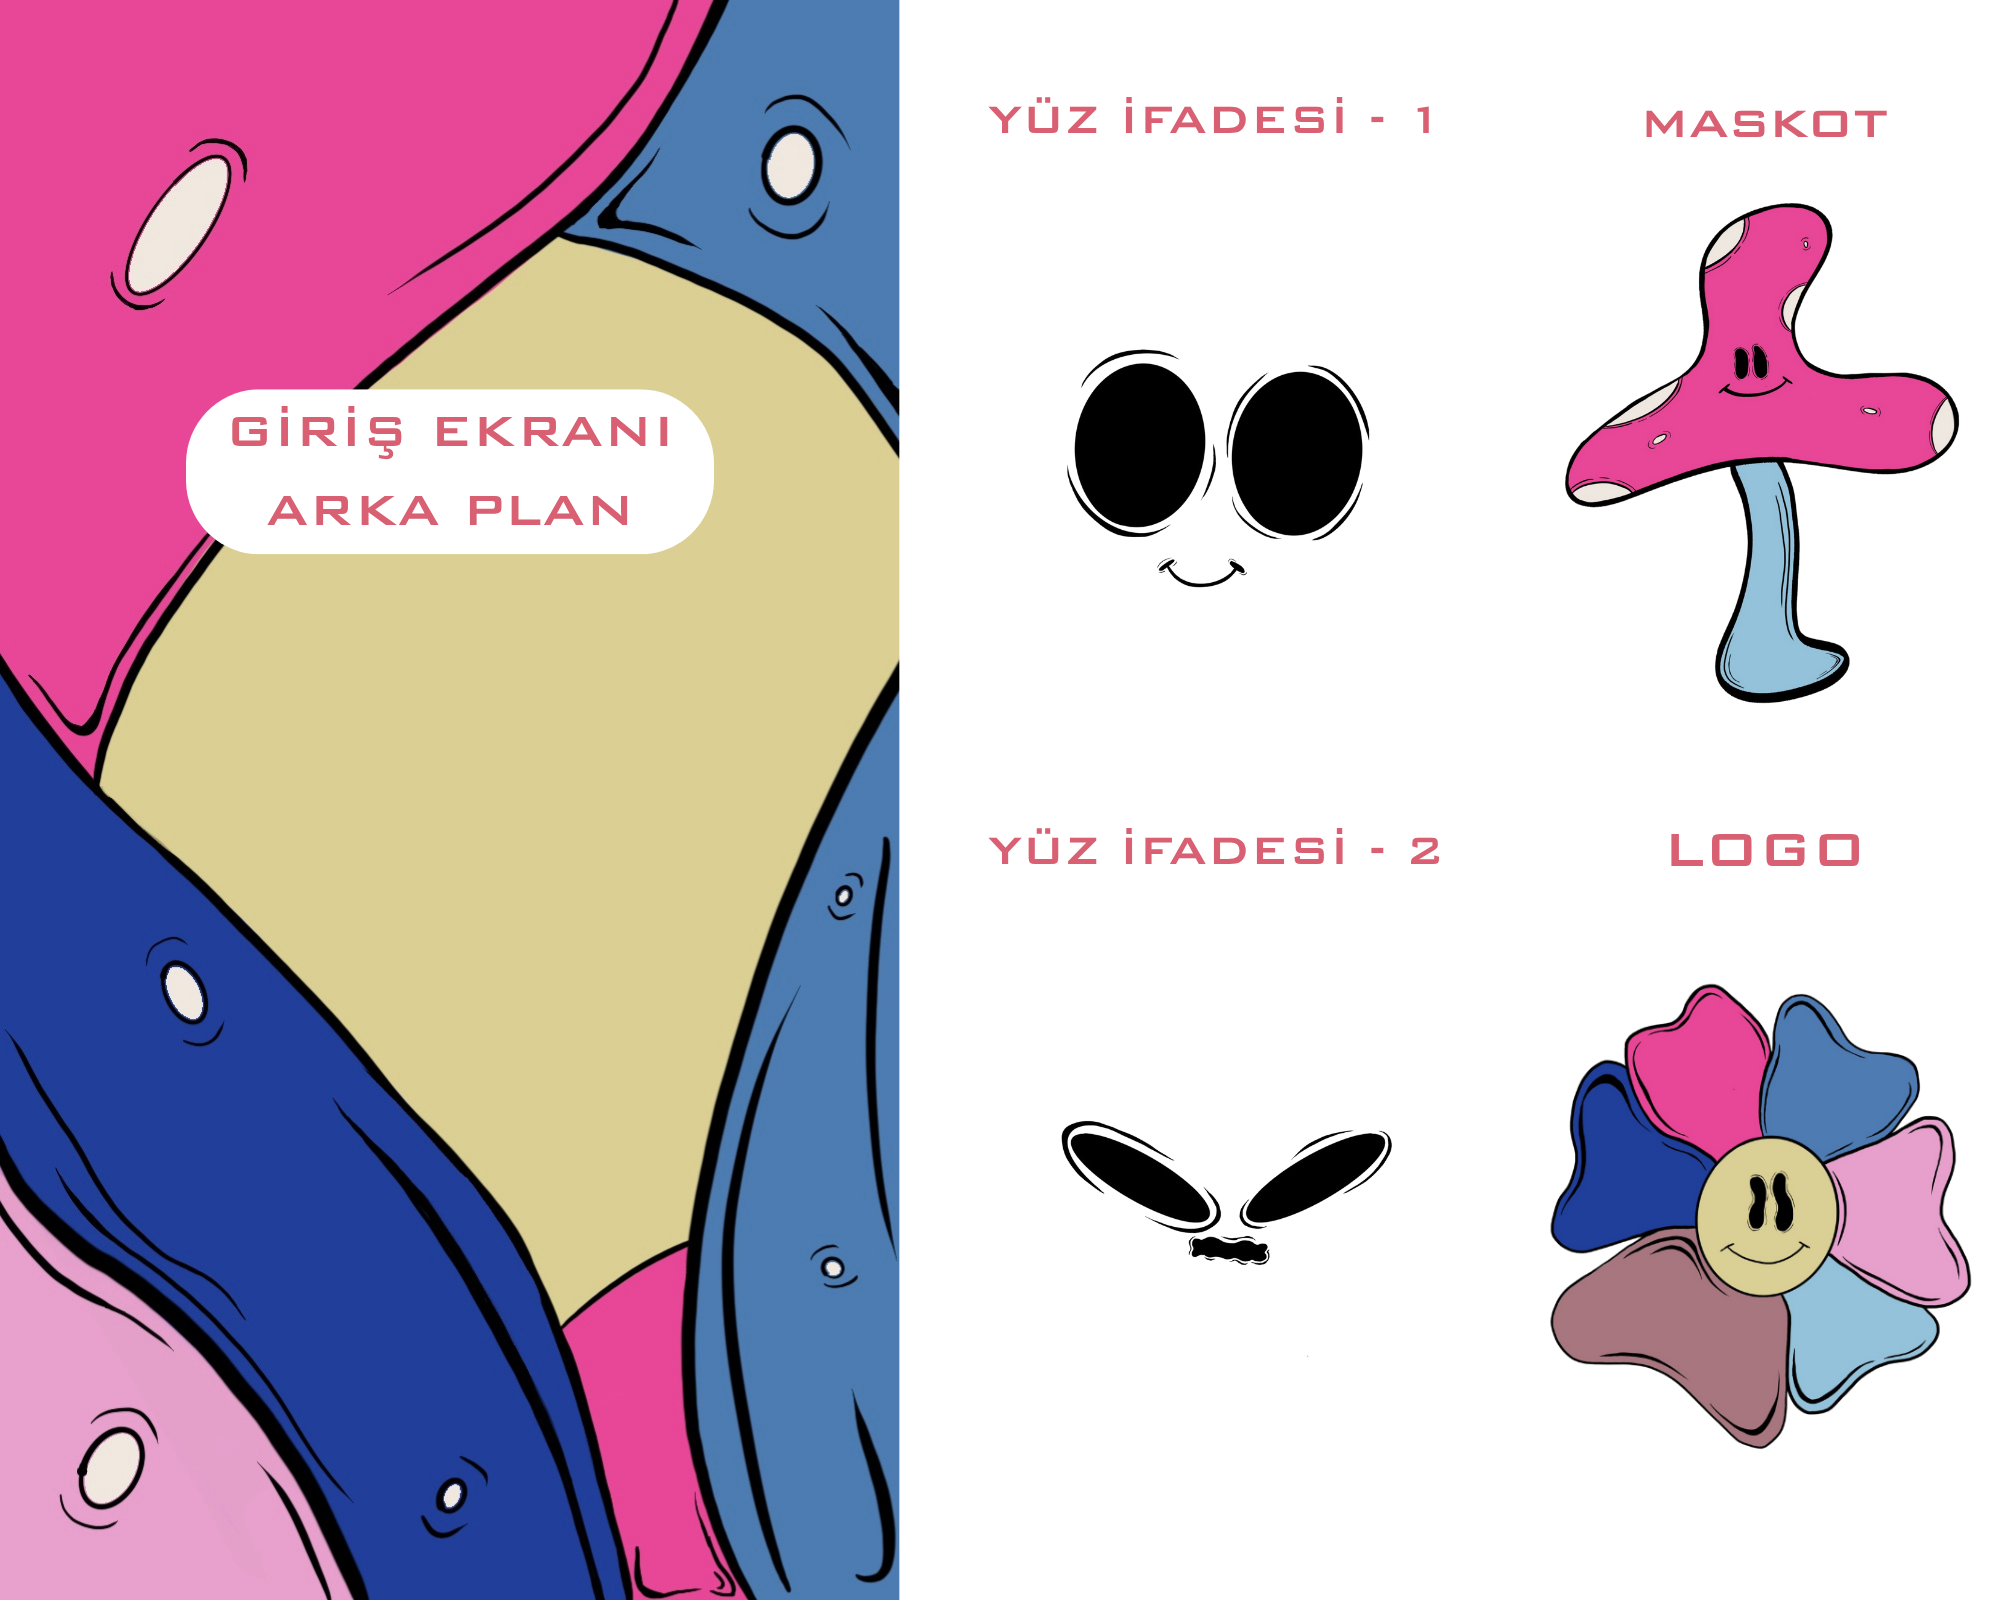 GİRİŞ EKRANI
ARKA PLAN
YÜZ İFADESİ - 1
MASKOT
YÜZ İFADESİ - 2
LOGO